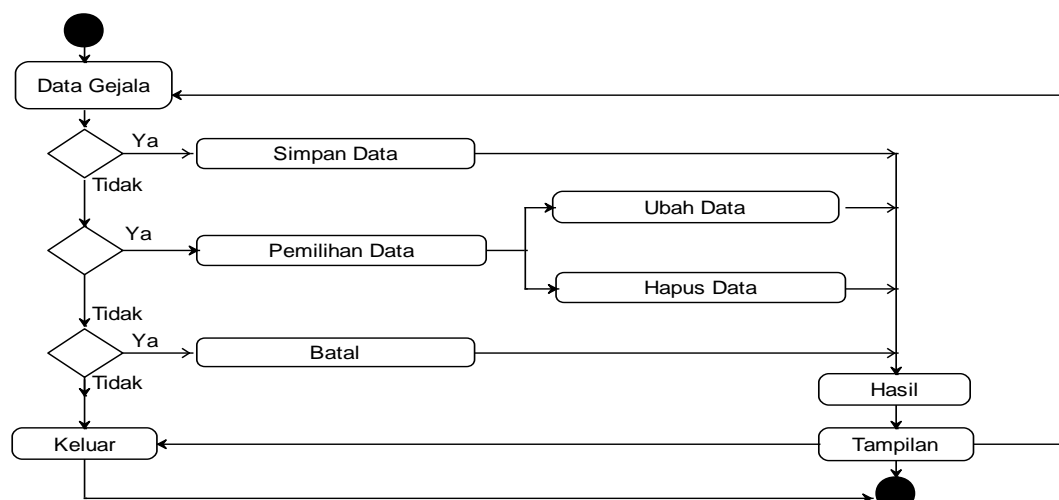 Data Gejala
Ya
Simpan Data
Tidak
Ubah Data
Ya
Pemilihan Data
Hapus Data
Tidak
Ya
Batal
Tidak
Hasil
Keluar
Tampilan